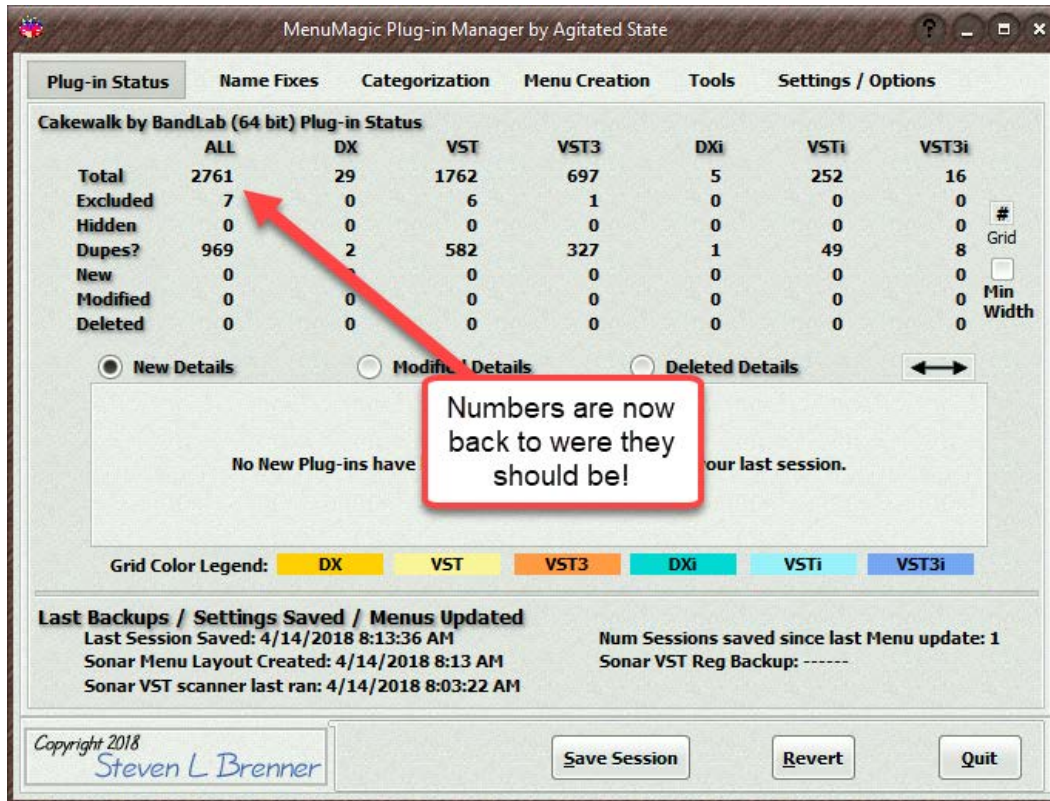 MenuMagic Plug-in Manager by Agitated State
?
Plug-in Status Name Fixes Categorization Menu Creation Tools Settings / Options
Cakewalk by BandLab (64 bit) Plug-in Status
ALL DX VST VST3 DXi VSTi VST3i
Total 2761 29 1762 697 5 252 16
Excluded 7 0 6 1 0 0 0
Hidden 0 0 0 0 0 0 0
Dupes? 969 2 582 327 1 49 8
New 0 0 0 0 0 0
Modified 0 0 0 0 0 0 0
Deleted 0 0 0 0 0 0 0
#
Grid
Min
Width
New Details Modified Details Deleted Details
Numbers are now
back to were they
should be!
No New Plug-ins have your last session.
Grid Color Legend: DX VST VST3 DXi VSTi VST3i
Last Backups / Settings Saved / Menus Updated
Last Session Saved: 4/14/2018 8:13:36 AM Num Sessions saved since last Menu update: 1
Sonar Menu Layout Created: 4/14/2018 8:13 AM Sonar VST Reg Backup: ------
Sonar VST scanner last ran: 4/14/2018 8:03:22 AM
Copyright 2018
Steven L Brenner
Save Session Revert Quit